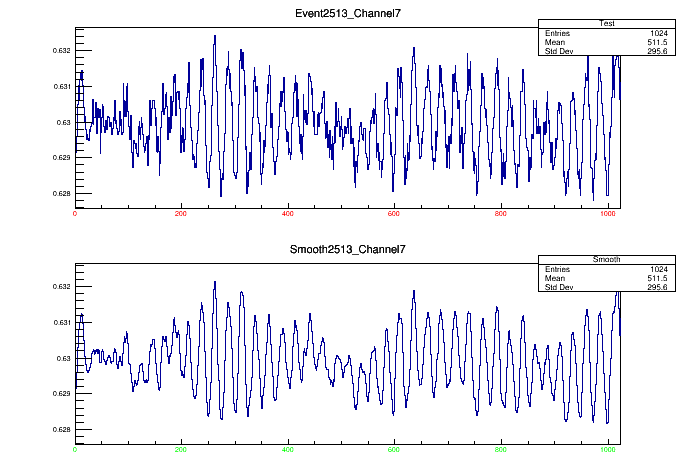 Event2513_Channel7
Test
Entries 1024
Mean 511.5
Std Dev 295.6
0.632
0.631
0.63
0.629
0.628
0 200 400 600 800 1000
Smooth2513_Channel7
Smooth
Entries 1024
Mean 511.5
Std Dev 295.6
0.632
0.631
0.63
0.629
0.628
0 200 400 600 800 1000